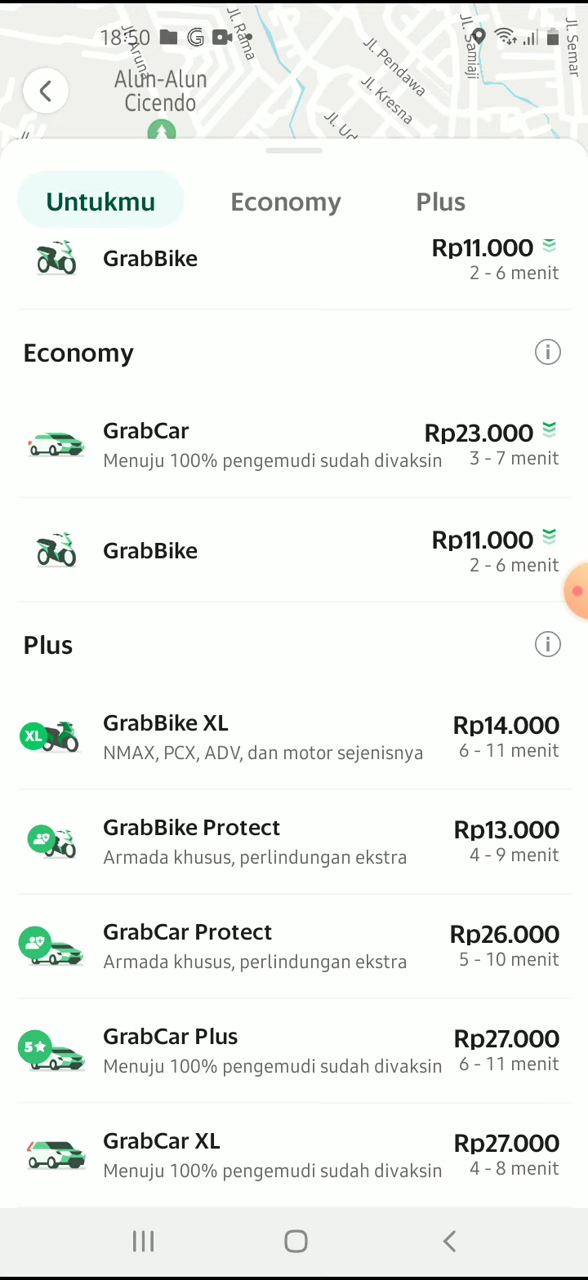 18:50
Jl. Rama
Jl. Arjuna
Alun-Alun
Cicendo
Jl. Pendawa
Jl. Kresna
Jl. Samiaji
Jl. Semar
Untukmu Economy Plus
GrabBike Rp11.000
2 - 6 menit
Economy
GrabCar Rp23.000
Menuju 100% pengemudi sudah divaksin 3 - 7 menit
GrabBike Rp11.000
2 - 6 menit
Plus
XL GrabBike XL Rp14.000
NMAX, PCX, ADV, dan motor sejenisnya 6 - 11 menit
GrabBike Protect Rp13.000
Armada khusus, perlindungan ekstra 4 - 9 menit
GrabCar Protect Rp26.000
Armada khusus, perlindungan ekstra 5 - 10 menit
5★ GrabCar Plus Rp27.000
Menuju 100% pengemudi sudah divaksin 6 - 11 menit
GrabCar XL Rp27.000
Menuju 100% pengemudi sudah divaksin 4 - 8 menit